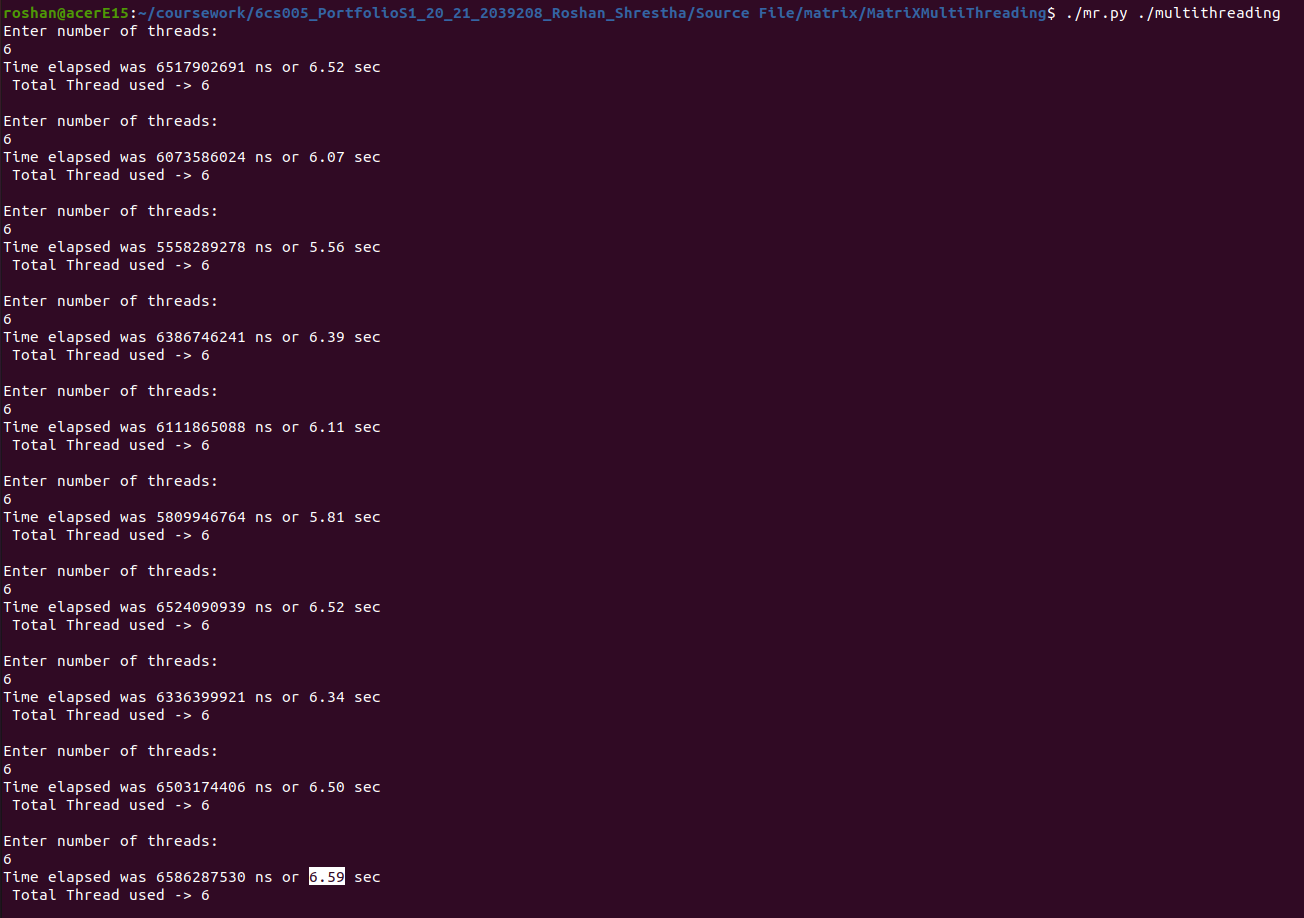 roshan@acerE15:~/coursework/6cs005_PortfolioS1_20_21_2039208_Roshan_Shrestha/Source File/matrix/MatriXMultiThreading$ ./mr.py ./multithreading
Enter number of threads:
6
Time elapsed was 6517902691 ns or 6.52 sec
 Total Thread used -> 6

Enter number of threads:
6
Time elapsed was 6073586024 ns or 6.07 sec
 Total Thread used -> 6

Enter number of threads:
6
Time elapsed was 5558289278 ns or 5.56 sec
 Total Thread used -> 6

Enter number of threads:
6
Time elapsed was 6386746241 ns or 6.39 sec
 Total Thread used -> 6

Enter number of threads:
6
Time elapsed was 6111865088 ns or 6.11 sec
 Total Thread used -> 6

Enter number of threads:
6
Time elapsed was 5809946764 ns or 5.81 sec
 Total Thread used -> 6

Enter number of threads:
6
Time elapsed was 6524090939 ns or 6.52 sec
 Total Thread used -> 6

Enter number of threads:
6
Time elapsed was 6336399921 ns or 6.34 sec
 Total Thread used -> 6

Enter number of threads:
6
Time elapsed was 6503174406 ns or 6.50 sec
 Total Thread used -> 6

Enter number of threads:
6
Time elapsed was 6586287530 ns or 6.59 sec
 Total Thread used -> 6